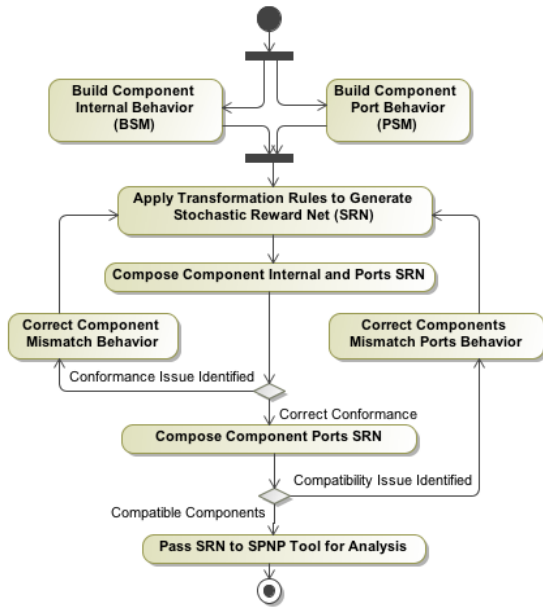 Build Component
Internal Behavior
(BSM)
Build Component
Port Behavior
(PSM)
Apply Transformation Rules to Generate
Stochastic Reward Net (SRN)
Compose Component Internal and Ports SRN
Correct Component
Mismatch Behavior
Correct Components
Mismatch Ports Behavior
Conformance Issue Identified
Correct Conformance
Compose Component Ports SRN
Compatibility Issue Identified
Compatible Components
Pass SRN to SPNP Tool for Analysis